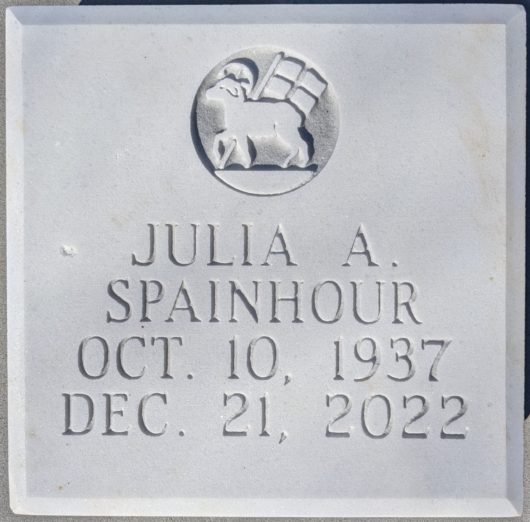 JULIA A.
SPAINHOUR
OCT. 10, 1937
DEC. 21, 2022